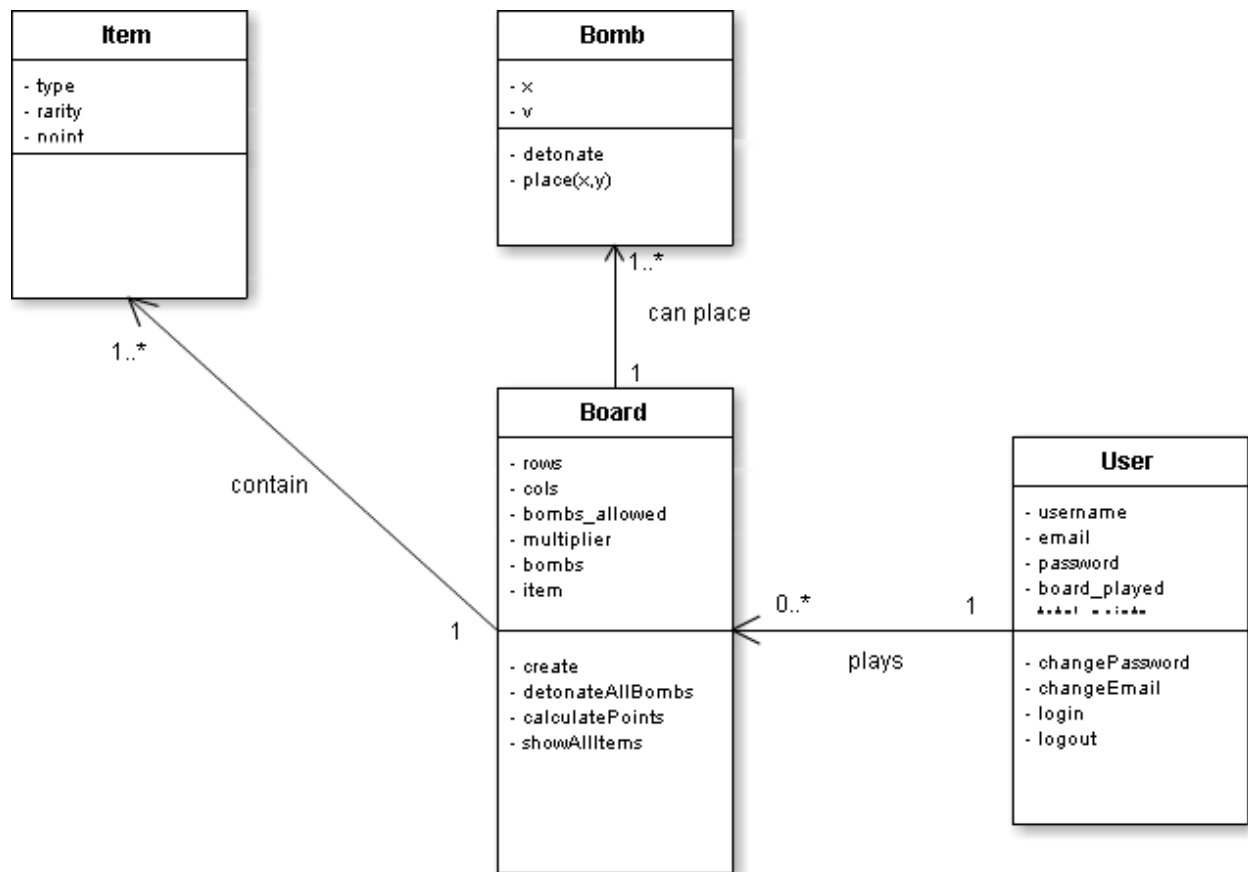 Item
- type
- rarity
- point
Bomb
- x
- y
- detonate
- place(x,y)
1..*
can place
1
1..*
contain
1
Board
- rows
- cols
- bombs_allowed
- multiplier
- bombs
- item
- create
- detonateAllBombs
- calculatePoints
- showAllItems
0..*
1
plays
User
- username
- email
- password
- board_played
- total_points
- changePassword
- changeEmail
- login
- logout